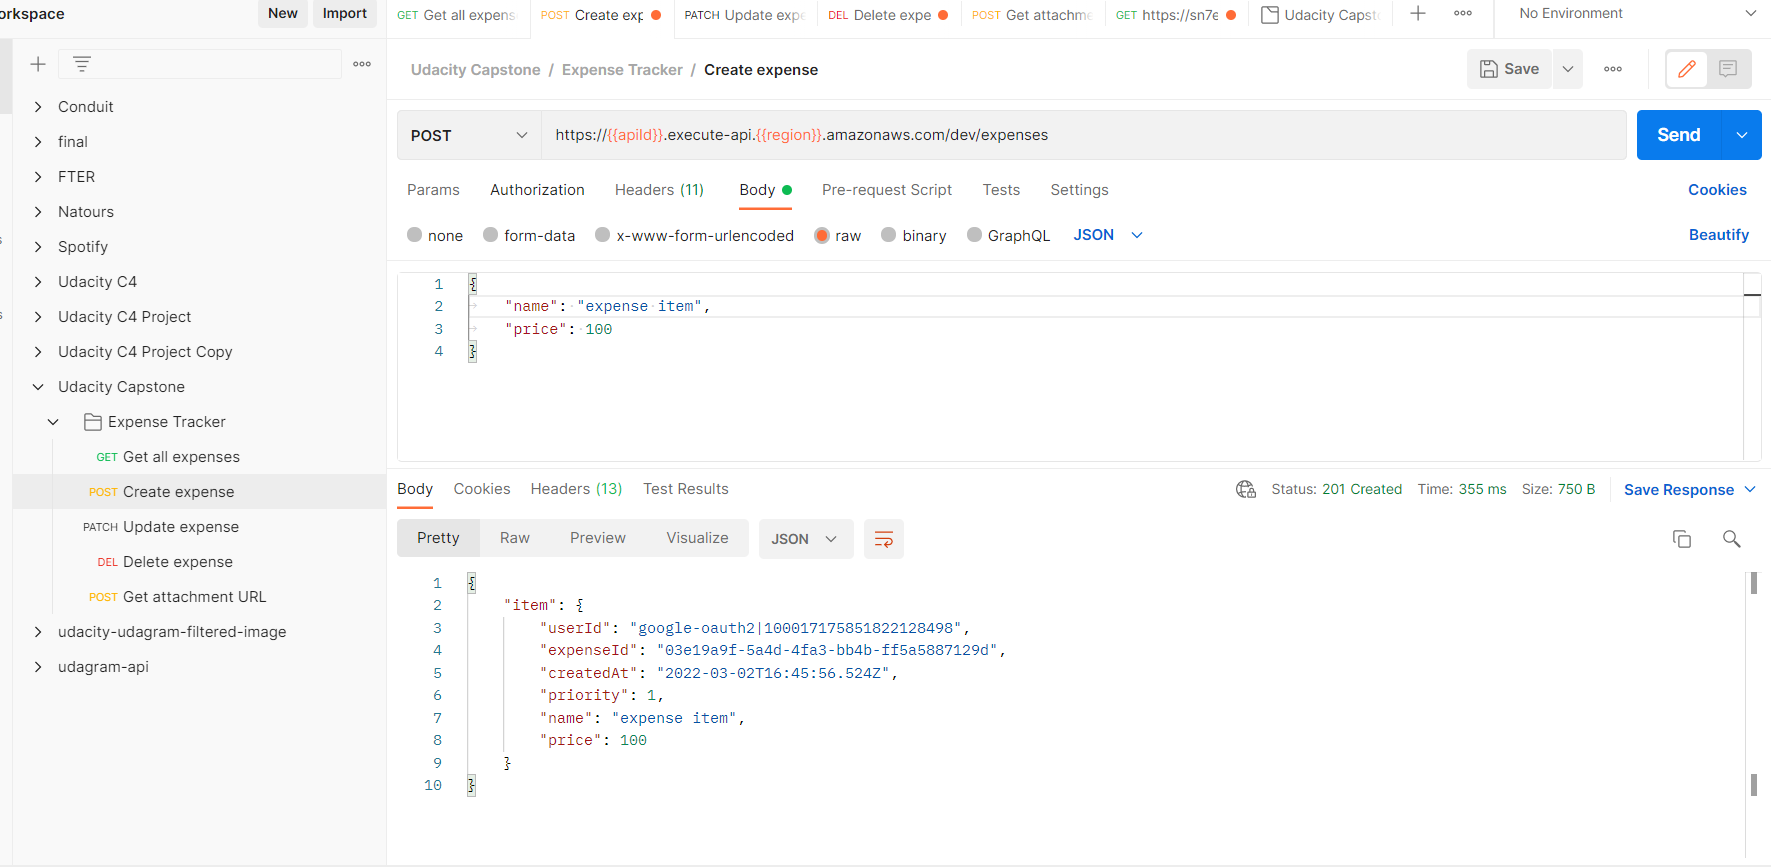 orkspace
New
Import
GET Get all expens
POST Create exp
PATCH Update expe
DEL Delete expe
POST Get attachme
GET https://sn7e
Udacity Capst
No Environment
Conduit
final
FTER
Natours
Spotify
Udacity C4
Udacity C4 Project
Udacity C4 Project Copy
Udacity Capstone
Expense Tracker
GET Get all expenses
POST Create expense
PATCH Update expense
DEL Delete expense
POST Get attachment URL
udacity-udagram-filtered-image
udagram-api
Udacity Capstone / Expense Tracker / Create expense
Save
POST
https://{{apiId}}.execute-api.{{region}}.amazonaws.com/dev/expenses
Send
Params Authorization Headers (11) Body Pre-request Script Tests Settings
Cookies
none form-data x-www-form-urlencoded raw binary GraphQL JSON
Beautify
1 {
2 "name": "expense item",
3 "price": 100
4 }
Body Cookies Headers (13) Test Results
Status: 201 Created Time: 355 ms Size: 750 B
Save Response
Pretty Raw Preview Visualize JSON
1 {
2 "item": {
3 "userId": "google-oauth2|100017175851822128498",
4 "expenseId": "03e19a9f-5a4d-4fa3-bb4b-ff5a5887129d",
5 "createdAt": "2022-03-02T16:45:56.524Z",
6 "priority": 1,
7 "name": "expense item",
8 "price": 100
9 }
10 }